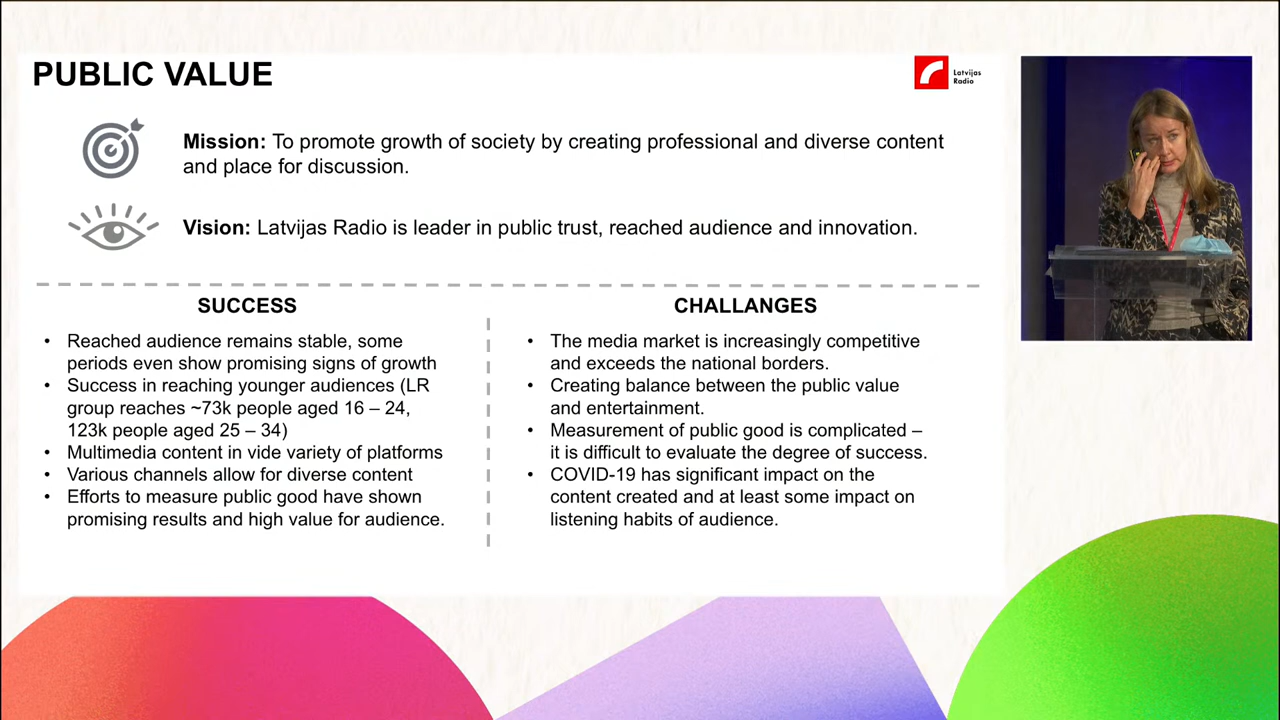 PUBLIC VALUE
Latvijas
Radio
Mission: To promote growth of society by creating professional and diverse content
and place for discussion.
Vision: Latvijas Radio is leader in public trust, reached audience and innovation.
SUCCESS
• Reached audience remains stable, some
periods even show promising signs of growth
• Success in reaching younger audiences (LR
group reaches ~73k people aged 16 – 24,
123k people aged 25 – 34)
• Multimedia content in vide variety of platforms
• Various channels allow for diverse content
• Efforts to measure public good have shown
promising results and high value for audience.
CHALLANGES
• The media market is increasingly competitive
and exceeds the national borders.
• Creating balance between the public value
and entertainment.
• Measurement of public good is complicated –
it is difficult to evaluate the degree of success.
• COVID-19 has significant impact on the
content created and at least some impact on
listening habits of audience.